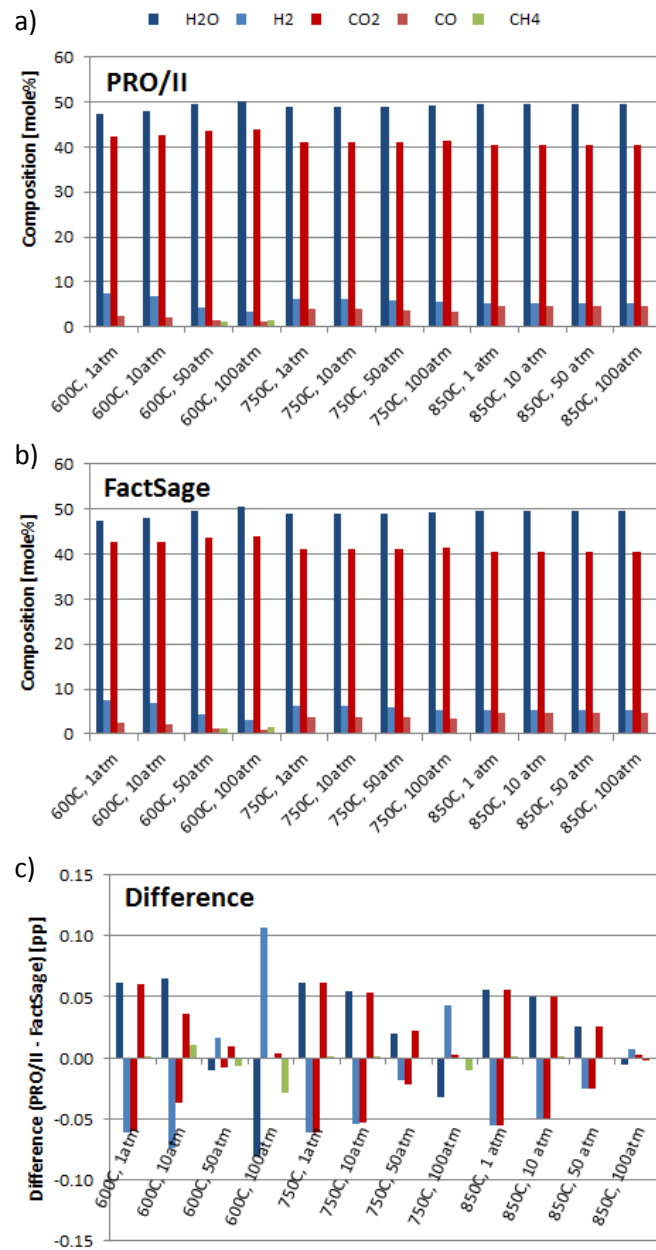 a)
H2O H2 CO2 CO CH4
PRO/II
Composition [mole%]
60
50
40
30
20
10
0
600C, 1atm
600C, 10atm
600C, 50atm
600C, 100atm
750C, 1atm
750C, 10atm
750C, 50atm
750C, 100atm
850C, 1 atm
850C, 10 atm
850C, 50 atm
850C, 100atm
b)
FactSage
Composition [mole%]
60
50
40
30
20
10
0
600C, 1atm
600C, 10atm
600C, 50atm
600C, 100atm
750C, 1atm
750C, 10atm
750C, 50atm
750C, 100atm
850C, 1 atm
850C, 10 atm
850C, 50 atm
850C, 100atm
c)
Difference
Difference (PRO/II - FactSage) [pp]
0.15
0.10
0.05
0.00
-0.05
-0.10
-0.15
600C, 1atm
600C, 10atm
600C, 50atm
600C, 100atm
750C, 1atm
750C, 10atm
750C, 50atm
750C, 100atm
850C, 1 atm
850C, 10 atm
850C, 50 atm
850C, 100atm